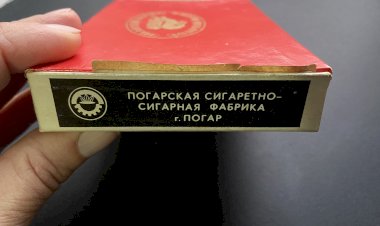 ПОГАРСКАЯ СИГАРЕТНО-
СИГАРНАЯ ФАБРИКА
г. ПОГАР